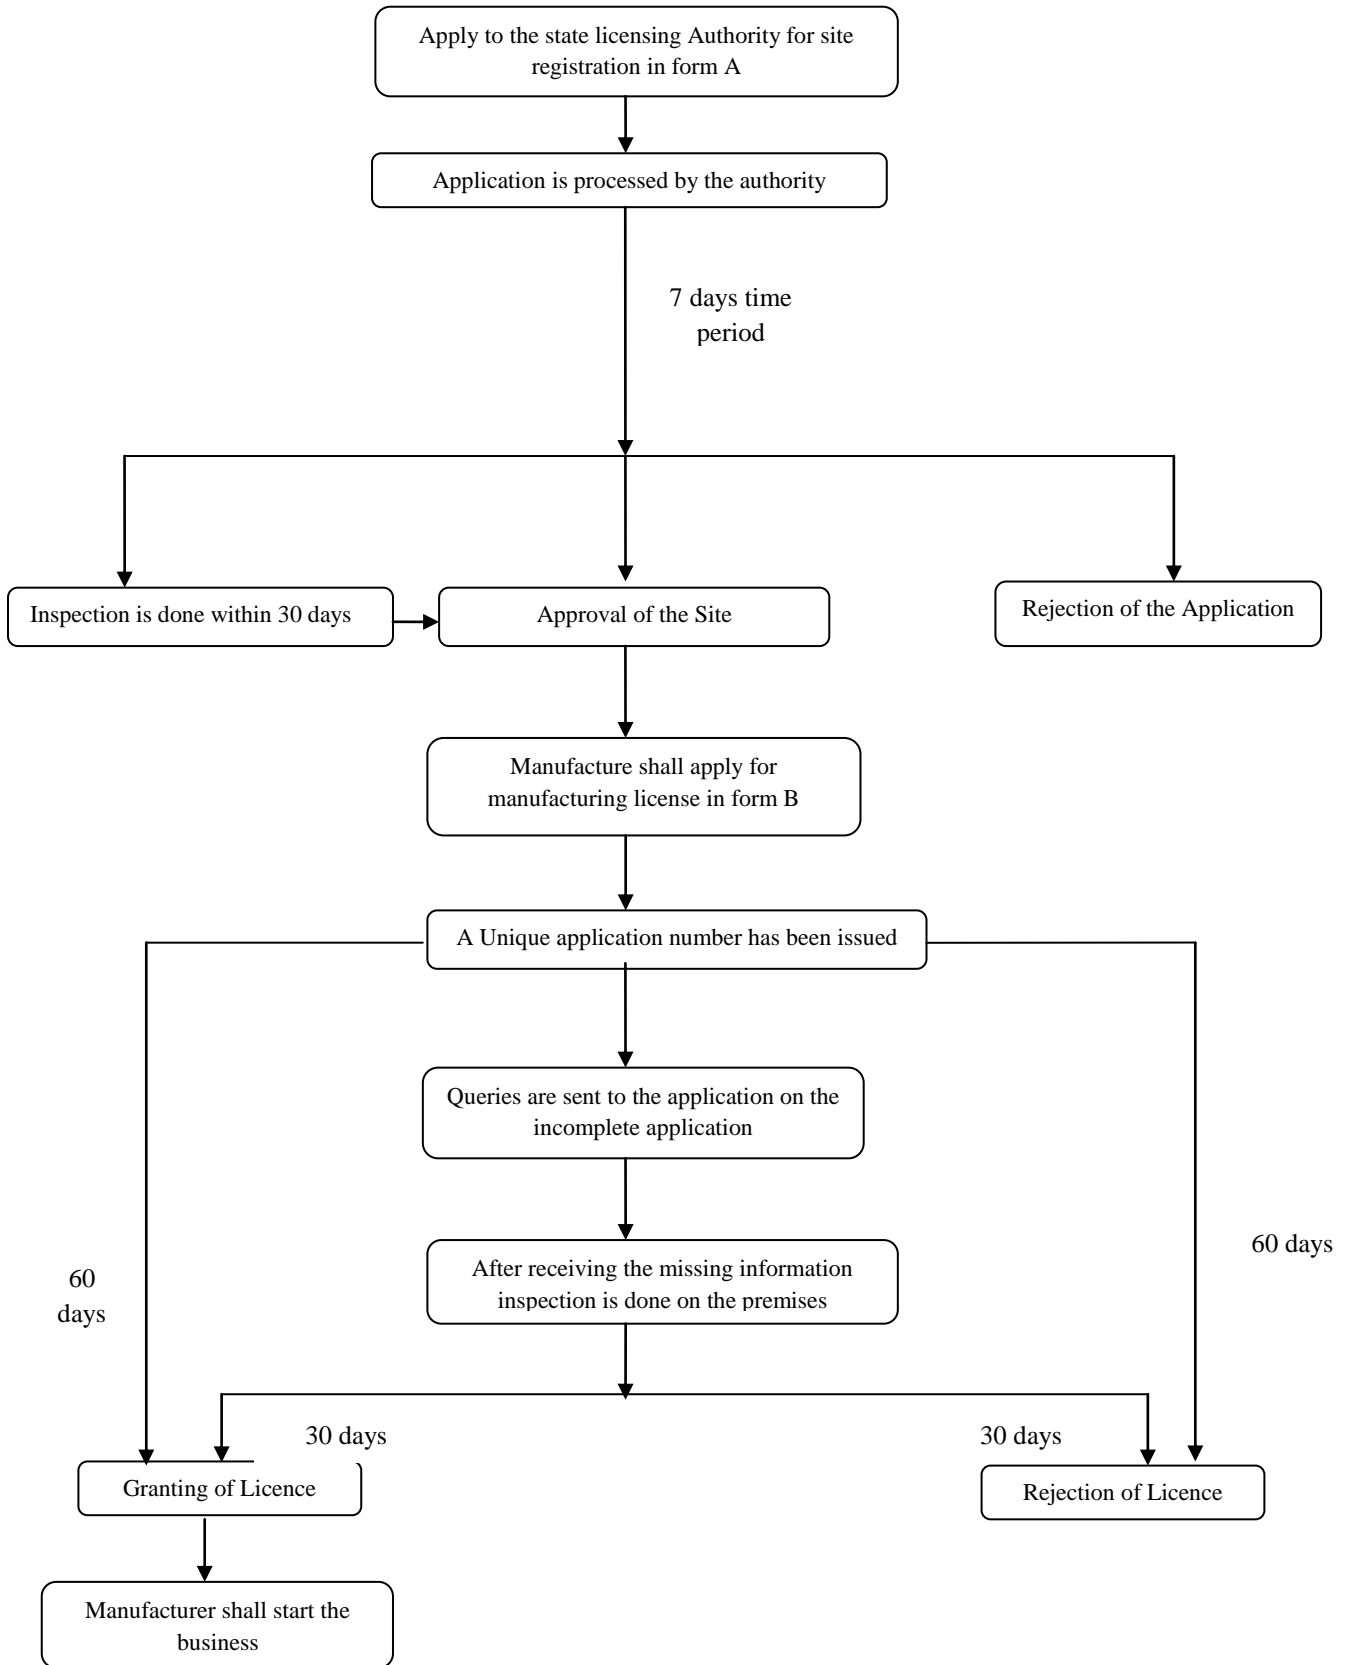 Apply to the state licensing Authority for site
registration in form A
Application is processed by the authority
7 days time
period
Inspection is done within 30 days
Approval of the Site
Rejection of the Application
Manufacture shall apply for
manufacturing license in form B
A Unique application number has been issued
Queries are sent to the application on the
incomplete application
After receiving the missing information
inspection is done on the premises
60 days
60
days
30 days
30 days
Granting of Licence
Rejection of Licence
Manufacturer shall start the
business